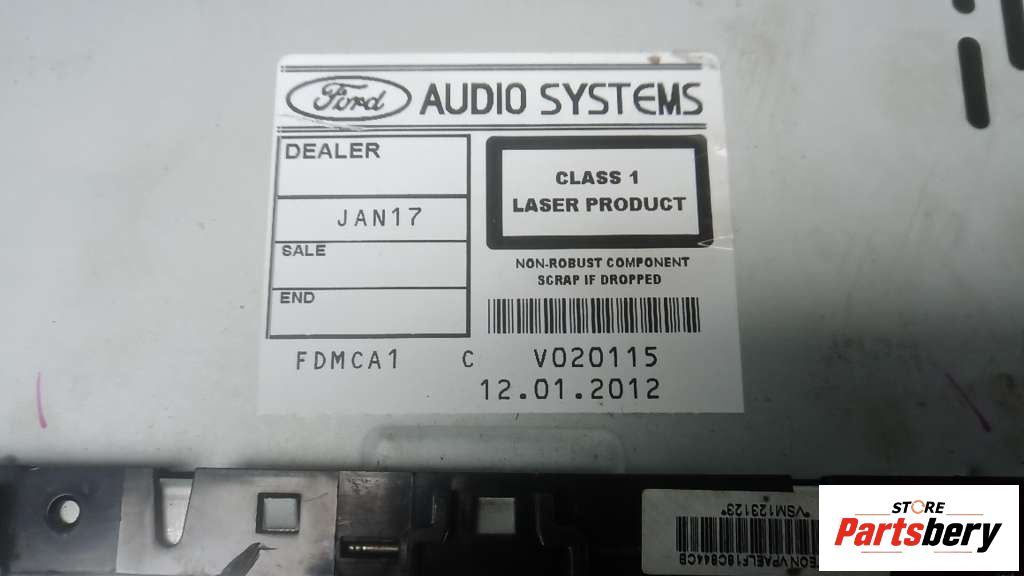 Ford AUDIO SYSTEMS
DEALER
JAN17
SALE
END
CLASS 1
LASER PRODUCT
NON-ROBUST COMPONENT
SCRAP IF DROPPED
FDMCA1 C V020115
12.01.2012
*VSM123123*
STORE
Partsbery